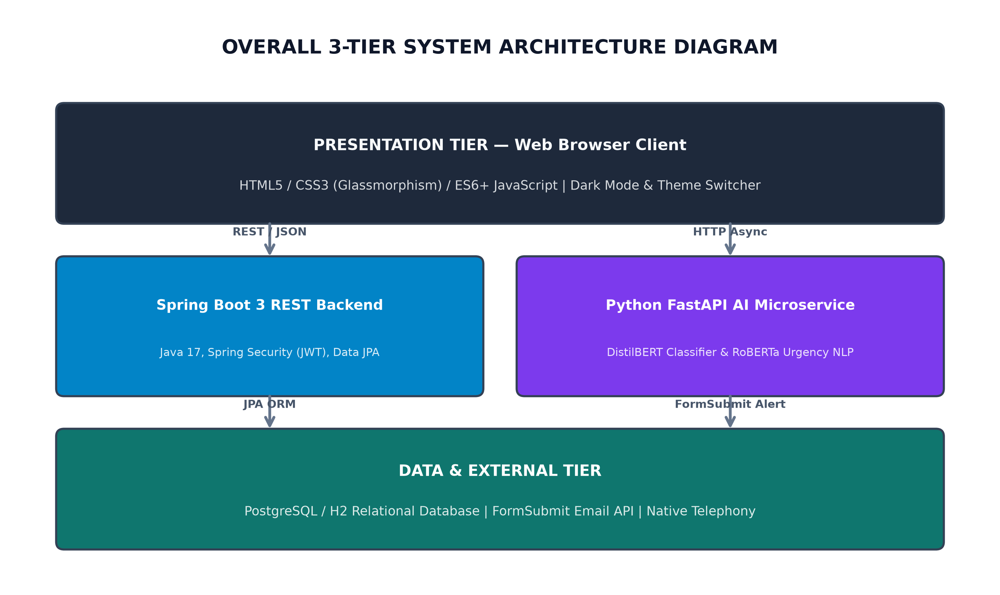 OVERALL 3-TIER SYSTEM ARCHITECTURE DIAGRAM
PRESENTATION TIER — Web Browser Client
HTML5 / CSS3 (Glassmorphism) / ES6+ JavaScript | Dark Mode & Theme Switcher
REST / JSON
HTTP Async
Spring Boot 3 REST Backend
Java 17, Spring Security (JWT), Data JPA
Python FastAPI AI Microservice
DistilBERT Classifier & RoBERTa Urgency NLP
JPA ORM
FormSubmit Alert
DATA & EXTERNAL TIER
PostgreSQL / H2 Relational Database | FormSubmit Email API | Native Telephony